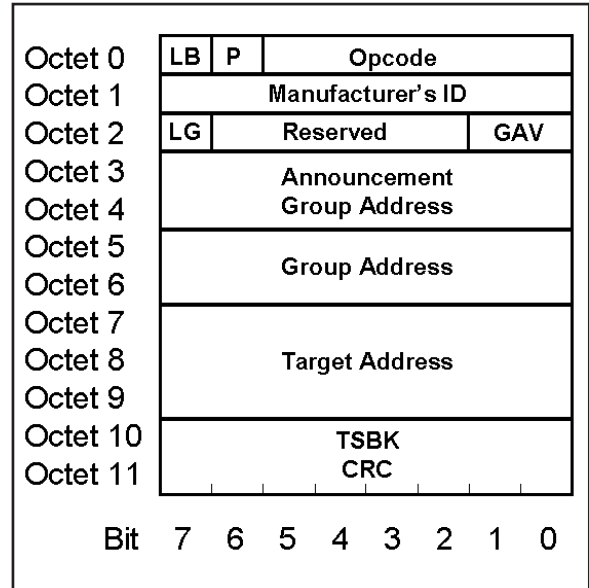 Octet 0 LB P Opcode
Octet 1 Manufacturer's ID
Octet 2 LG Reserved GAV
Octet 3 Announcement
Octet 4 Group Address
Octet 5
Group Address
Octet 6
Octet 7
Octet 8 Target Address
Octet 9
Octet 10 TSBK
Octet 11 CRC
Bit 7 6 5 4 3 2 1 0